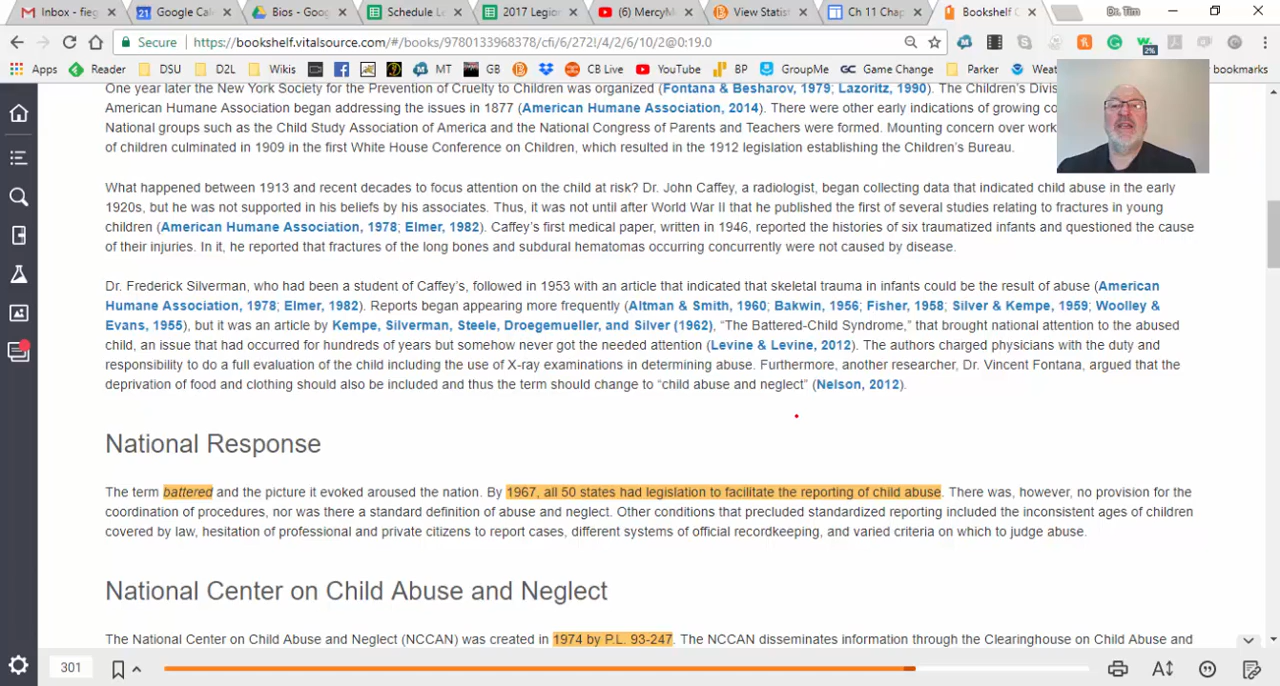 Inbox - fieg
21 Google Cal
Bios - Goog
Schedule L
2017 Legion
(6) MercyM
View Statist
Ch 11 Chap
Bookshelf C
Dr. Tim
Secure
https://bookshelf.vitalsource.com/#/books/9780133968378/cfi/6/272!/4/2/6/10/2@0:19.0
2%
Apps
Reader
DSU
D2L
Wikis
MT
GB
CB Live
YouTube
BP
GroupMe
GC Game Change
Parker
Weat
bookmarks
One year later the New York Society for the Prevention of Cruelty to Children was organized (Fontana & Besharov, 1979; Lazoritz, 1990). The Children's Divis
American Humane Association began addressing the issues in 1877 (American Humane Association, 2014). There were other early indications of growing co
National groups such as the Child Study Association of America and the National Congress of Parents and Teachers were formed. Mounting concern over work
of children culminated in 1909 in the first White House Conference on Children, which resulted in the 1912 legislation establishing the Children's Bureau.
What happened between 1913 and recent decades to focus attention on the child at risk? Dr. John Caffey, a radiologist, began collecting data that indicated child abuse in the early
1920s, but he was not supported in his beliefs by his associates. Thus, it was not until after World War II that he published the first of several studies relating to fractures in young
children (American Humane Association, 1978; Elmer, 1982). Caffey's first medical paper, written in 1946, reported the histories of six traumatized infants and questioned the cause
of their injuries. In it, he reported that fractures of the long bones and subdural hematomas occurring concurrently were not caused by disease.
Dr. Frederick Silverman, who had been a student of Caffey's, followed in 1953 with an article that indicated that skeletal trauma in infants could be the result of abuse (American
Humane Association, 1978; Elmer, 1982). Reports began appearing more frequently (Altman & Smith, 1960; Bakwin, 1956; Fisher, 1958; Silver & Kempe, 1959; Woolley &
Evans, 1955), but it was an article by Kempe, Silverman, Steele, Droegemueller, and Silver (1962), “The Battered-Child Syndrome,” that brought national attention to the abused
child, an issue that had occurred for hundreds of years but somehow never got the needed attention (Levine & Levine, 2012). The authors charged physicians with the duty and
responsibility to do a full evaluation of the child including the use of X-ray examinations in determining abuse. Furthermore, another researcher, Dr. Vincent Fontana, argued that the
deprivation of food and clothing should also be included and thus the term should change to “child abuse and neglect” (Nelson, 2012).
National Response
The term battered and the picture it evoked aroused the nation. By 1967, all 50 states had legislation to facilitate the reporting of child abuse. There was, however, no provision for the
coordination of procedures, nor was there a standard definition of abuse and neglect. Other conditions that precluded standardized reporting included the inconsistent ages of children
covered by law, hesitation of professional and private citizens to report cases, different systems of official recordkeeping, and varied criteria on which to judge abuse.
National Center on Child Abuse and Neglect
The National Center on Child Abuse and Neglect (NCCAN) was created in 1974 by P.L. 93-247. The NCCAN disseminates information through the Clearinghouse on Child Abuse and
301